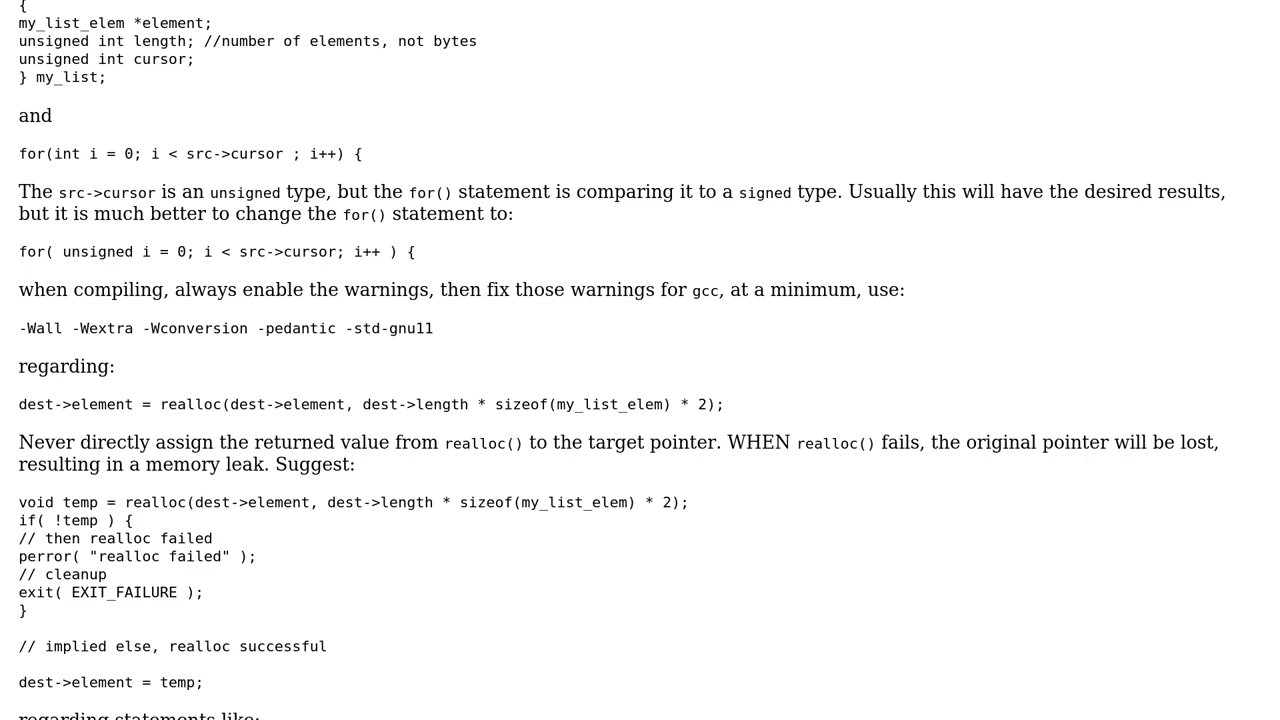 {
my_list_elem *element;
unsigned int length; //number of elements, not bytes
unsigned int cursor;
} my_list;
and
for(int i = 0; i < src->cursor ; i++) {
The src->cursor is an unsigned type, but the for() statement is comparing it to a signed type. Usually this will have the desired results,
but it is much better to change the for() statement to:
for( unsigned i = 0; i < src->cursor; i++ ) {
when compiling, always enable the warnings, then fix those warnings for gcc, at a minimum, use:
-Wall -Wextra -Wconversion -pedantic -std-gnu11
regarding:
dest->element = realloc(dest->element, dest->length * sizeof(my_list_elem) * 2);
Never directly assign the returned value from realloc() to the target pointer. WHEN realloc() fails, the original pointer will be lost,
resulting in a memory leak. Suggest:
void temp = realloc(dest->element, dest->length * sizeof(my_list_elem) * 2);
if( !temp ) {
// then realloc failed
perror( "realloc failed" );
// cleanup
exit( EXIT_FAILURE );
}
// implied else, realloc successful
dest->element = temp;
regarding statements like: